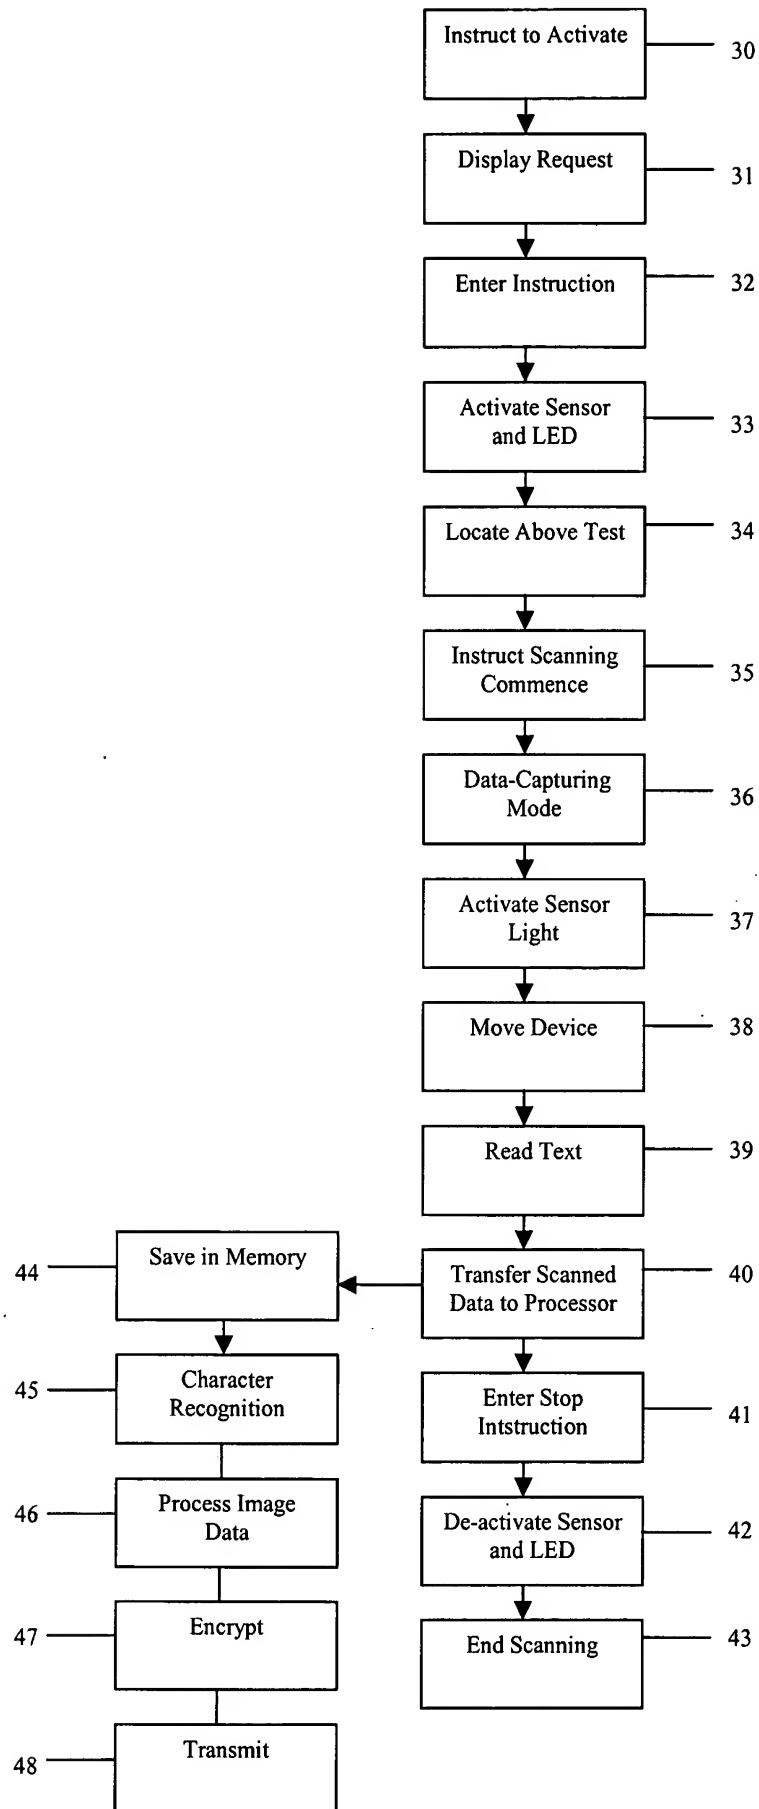 Instruct to Activate
30
Display Request
31
Enter Instruction
32
Activate Sensor
and LED
33
Locate Above Test
34
Instruct Scanning
Commence
35
Data-Capturing
Mode
36
Activate Sensor
Light
37
Move Device
38
Read Text
39
Transfer Scanned
Data to Processor
40
Enter Stop
Intstruction
41
De-activate Sensor
and LED
42
End Scanning
43
44
Save in Memory
45
Character
Recognition
46
Process Image
Data
47
Encrypt
48
Transmit